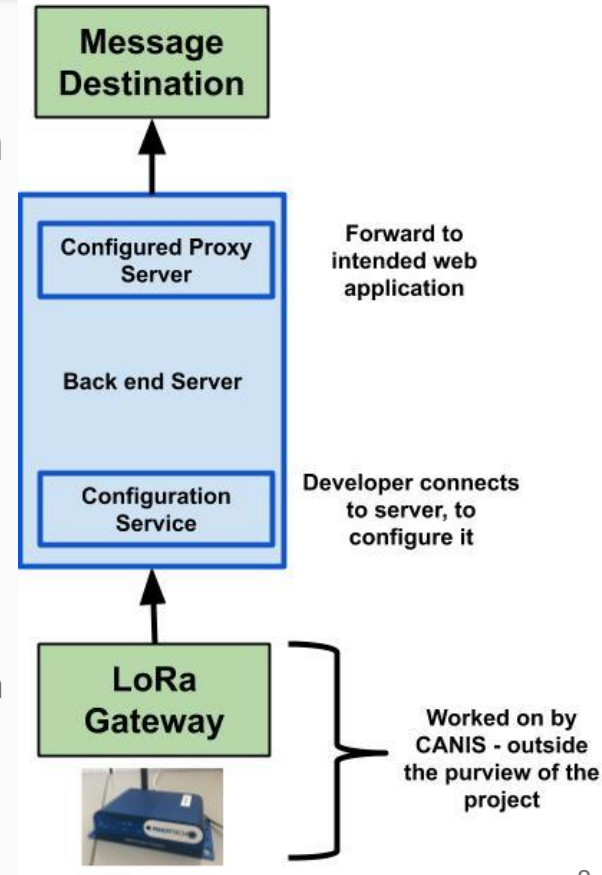 Message
Destination
Configured Proxy
Server
Forward to
intended web
application
Back end Server
Configuration
Service
Developer connects
to server, to
configure it
LoRa
Gateway
Worked on by
CANIS - outside
the purview of the
project